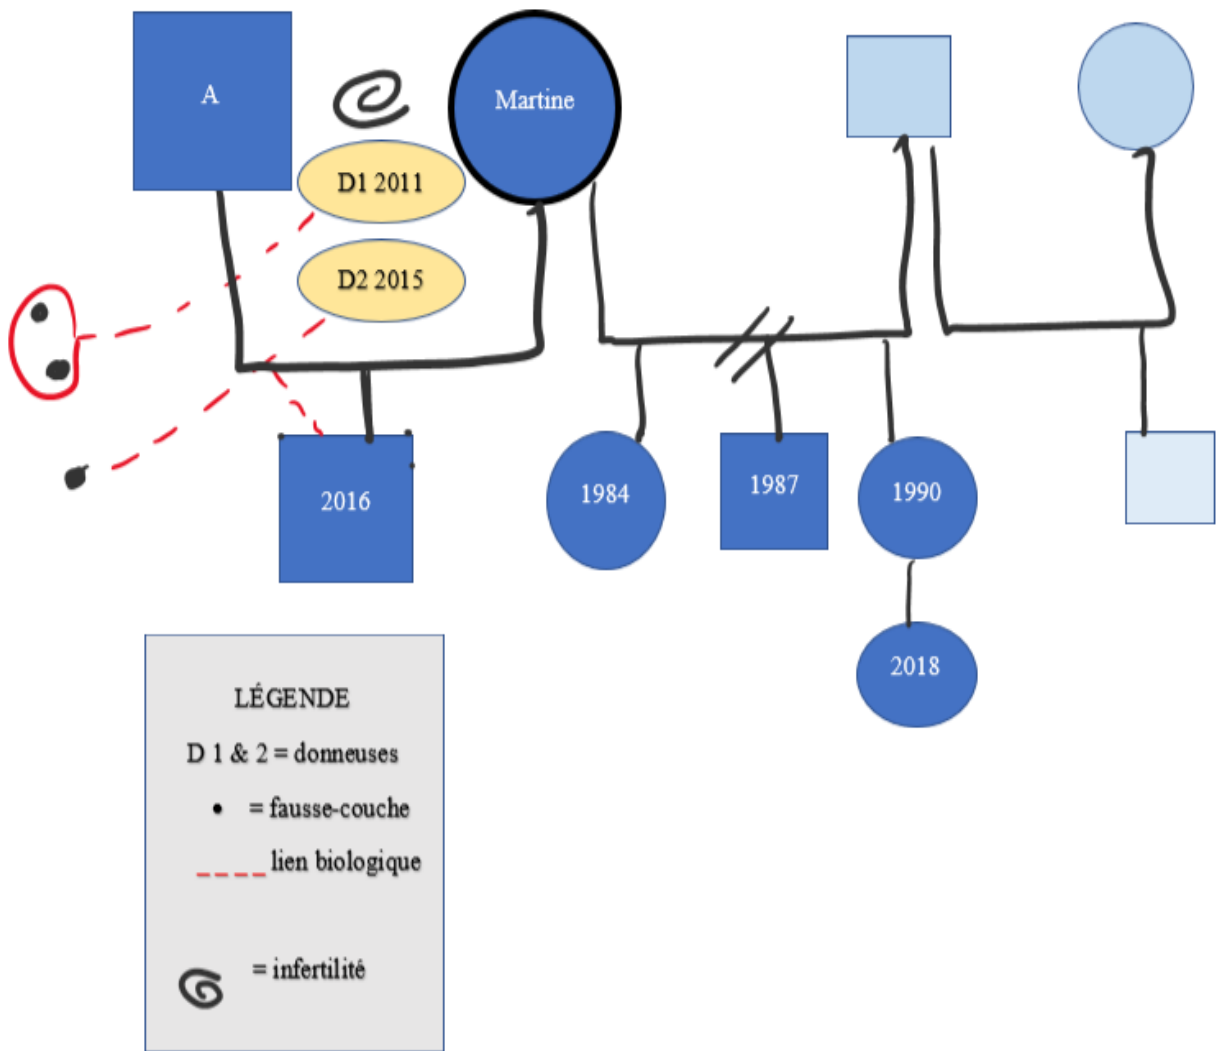 A
Martine
D1 2011
D2 2015
2016
1984
1987
1990
2018
LÉGENDE
D 1 & 2 = donneuses
• = fausse-couche
_ _ _ _ lien biologique
= infertilité